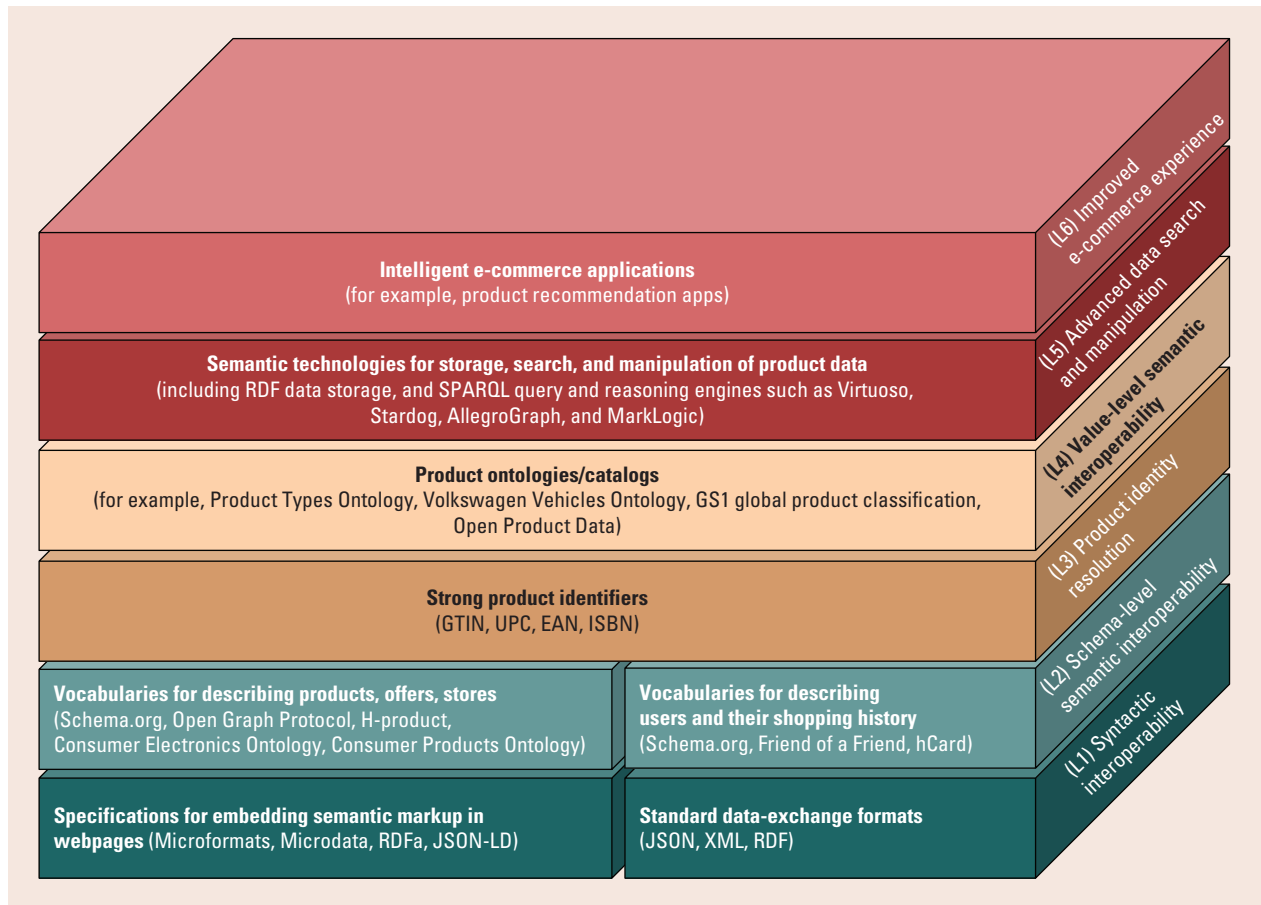 Intelligent e-commerce applications
(for example, product recommendation apps)
(L6) Improved
e-commerce experience
Semantic technologies for storage, search, and manipulation of product data
(including RDF data storage, and SPARQL query and reasoning engines such as Virtuoso,
Stardog, AllegroGraph, and MarkLogic)
(L5) Advanced data search
and manipulation
Product ontologies/catalogs
(for example, Product Types Ontology, Volkswagen Vehicles Ontology, GS1 global product classification,
Open Product Data)
(L4) Value-level semantic
interoperability
Strong product identifiers
(GTIN, UPC, EAN, ISBN)
(L3) Product identity
resolution
Vocabularies for describing products, offers, stores
(Schema.org, Open Graph Protocol, H-product,
Consumer Electronics Ontology, Consumer Products Ontology)
Vocabularies for describing
users and their shopping history
(Schema.org, Friend of a Friend, hCard)
(L2) Schema-level
semantic interoperability
Specifications for embedding semantic markup in
webpages (Microformats, Microdata, RDFa, JSON-LD)
Standard data-exchange formats
(JSON, XML, RDF)
(L1) Syntactic
interoperability